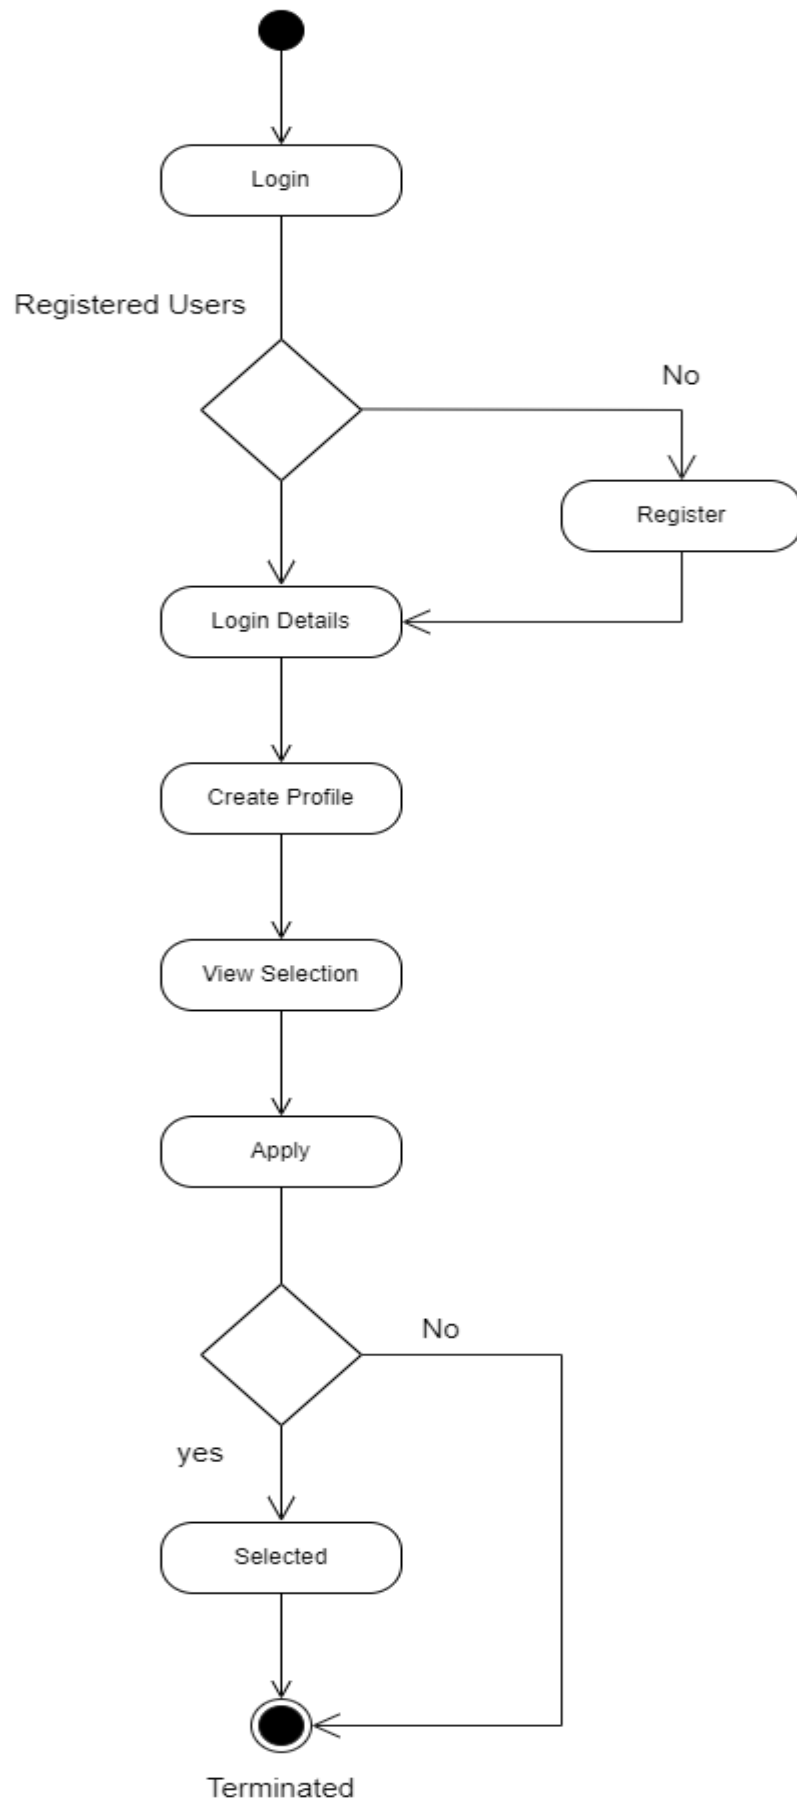 Login
Registered Users
No
Register
Login Details
Create Profile
View Selection
Apply
No
yes
Selected
Terminated